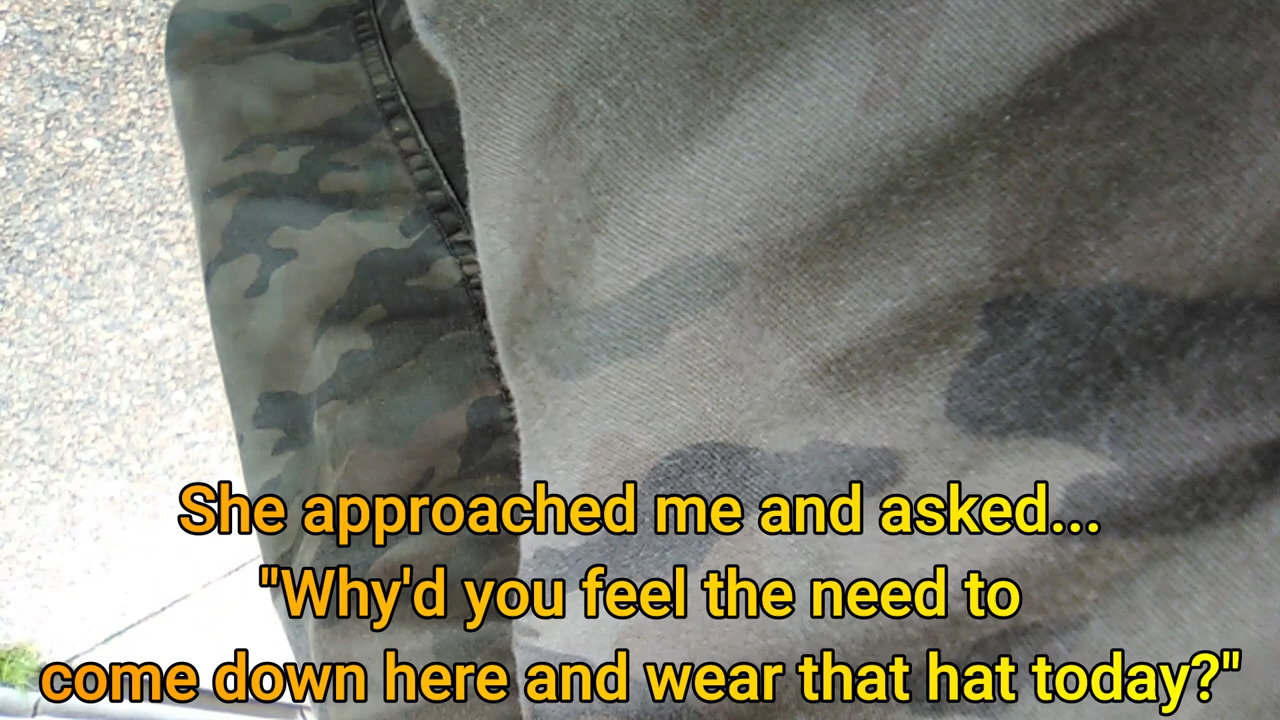 She approached me and asked...
"Why'd you feel the need to
come down here and wear that hat today?"